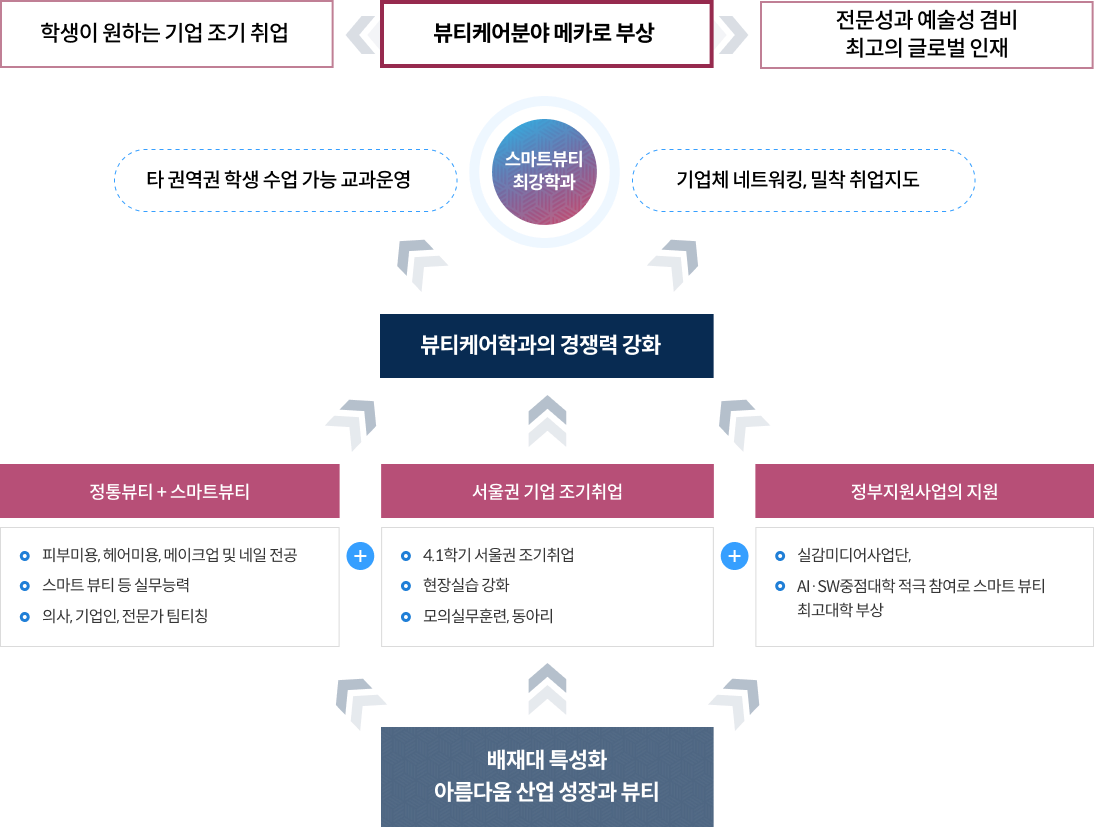 학생이 원하는 기업 조기 취업
뷰티케어분야 메카로 부상
전문성과 예술성 겸비
최고의 글로벌 인재
타 권역권 학생 수업 가능 교과운영
스마트뷰티
최강학과
기업체 네트워킹, 밀착 취업지도
뷰티케어학과의 경쟁력 강화
정통뷰티 + 스마트뷰티
피부미용, 헤어미용, 메이크업 및 네일 전공
스마트 뷰티 등 실무능력
의사, 기업인, 전문가 팀티칭
+
서울권 기업 조기취업
4.1학기 서울권 조기취업
현장실습 강화
모의실무훈련, 동아리
+
정부지원사업의 지원
실감미디어사업단,
AI·SW중점대학 적극 참여로 스마트 뷰티
최고대학 부상
배재대 특성화
아름다움 산업 성장과 뷰티